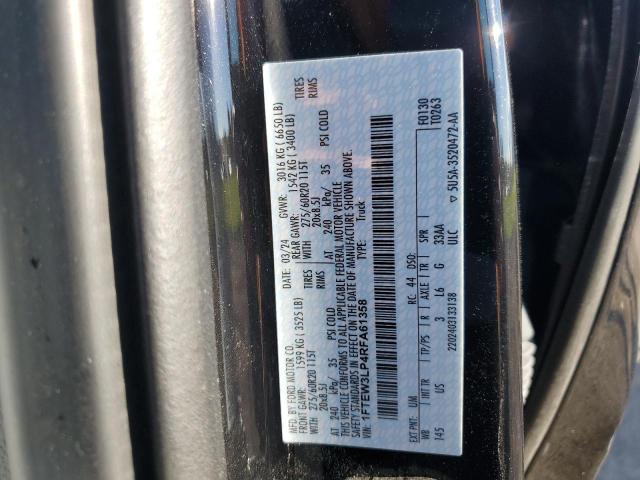 MFD. BY FORD MOTOR CO.
DATE: 03/24 GVWR: 3016 KG ( 6650 LB)
FRONT GAWR: 1599 KG ( 3525 LB) REAR GAWR: 1542 KG ( 3400 LB)
WITH 275/60R20 115T TIRES WITH 275/60R20 115T TIRES
20x8.5J RIMS 20x8.5J RIMS
AT 240 kPa/ 35 PSI COLD AT 240 kPa/ 35 PSI COLD
THIS VEHICLE CONFORMS TO ALL APPLICABLE FEDERAL MOTOR VEHICLE
SAFETY STANDARDS IN EFFECT ON THE DATE OF MANUFACTURE SHOWN ABOVE.
VIN: 1FTEW3LP4RFA61358 TYPE: Truck
F0130
T0263
EXT PNT: UM RC: 44 DSO:
WB INT TR TP/PS R AXLE TR SPR
145 US 3 L6 G 33AA
2202403133138 ULC
5U5A-3520472-AA